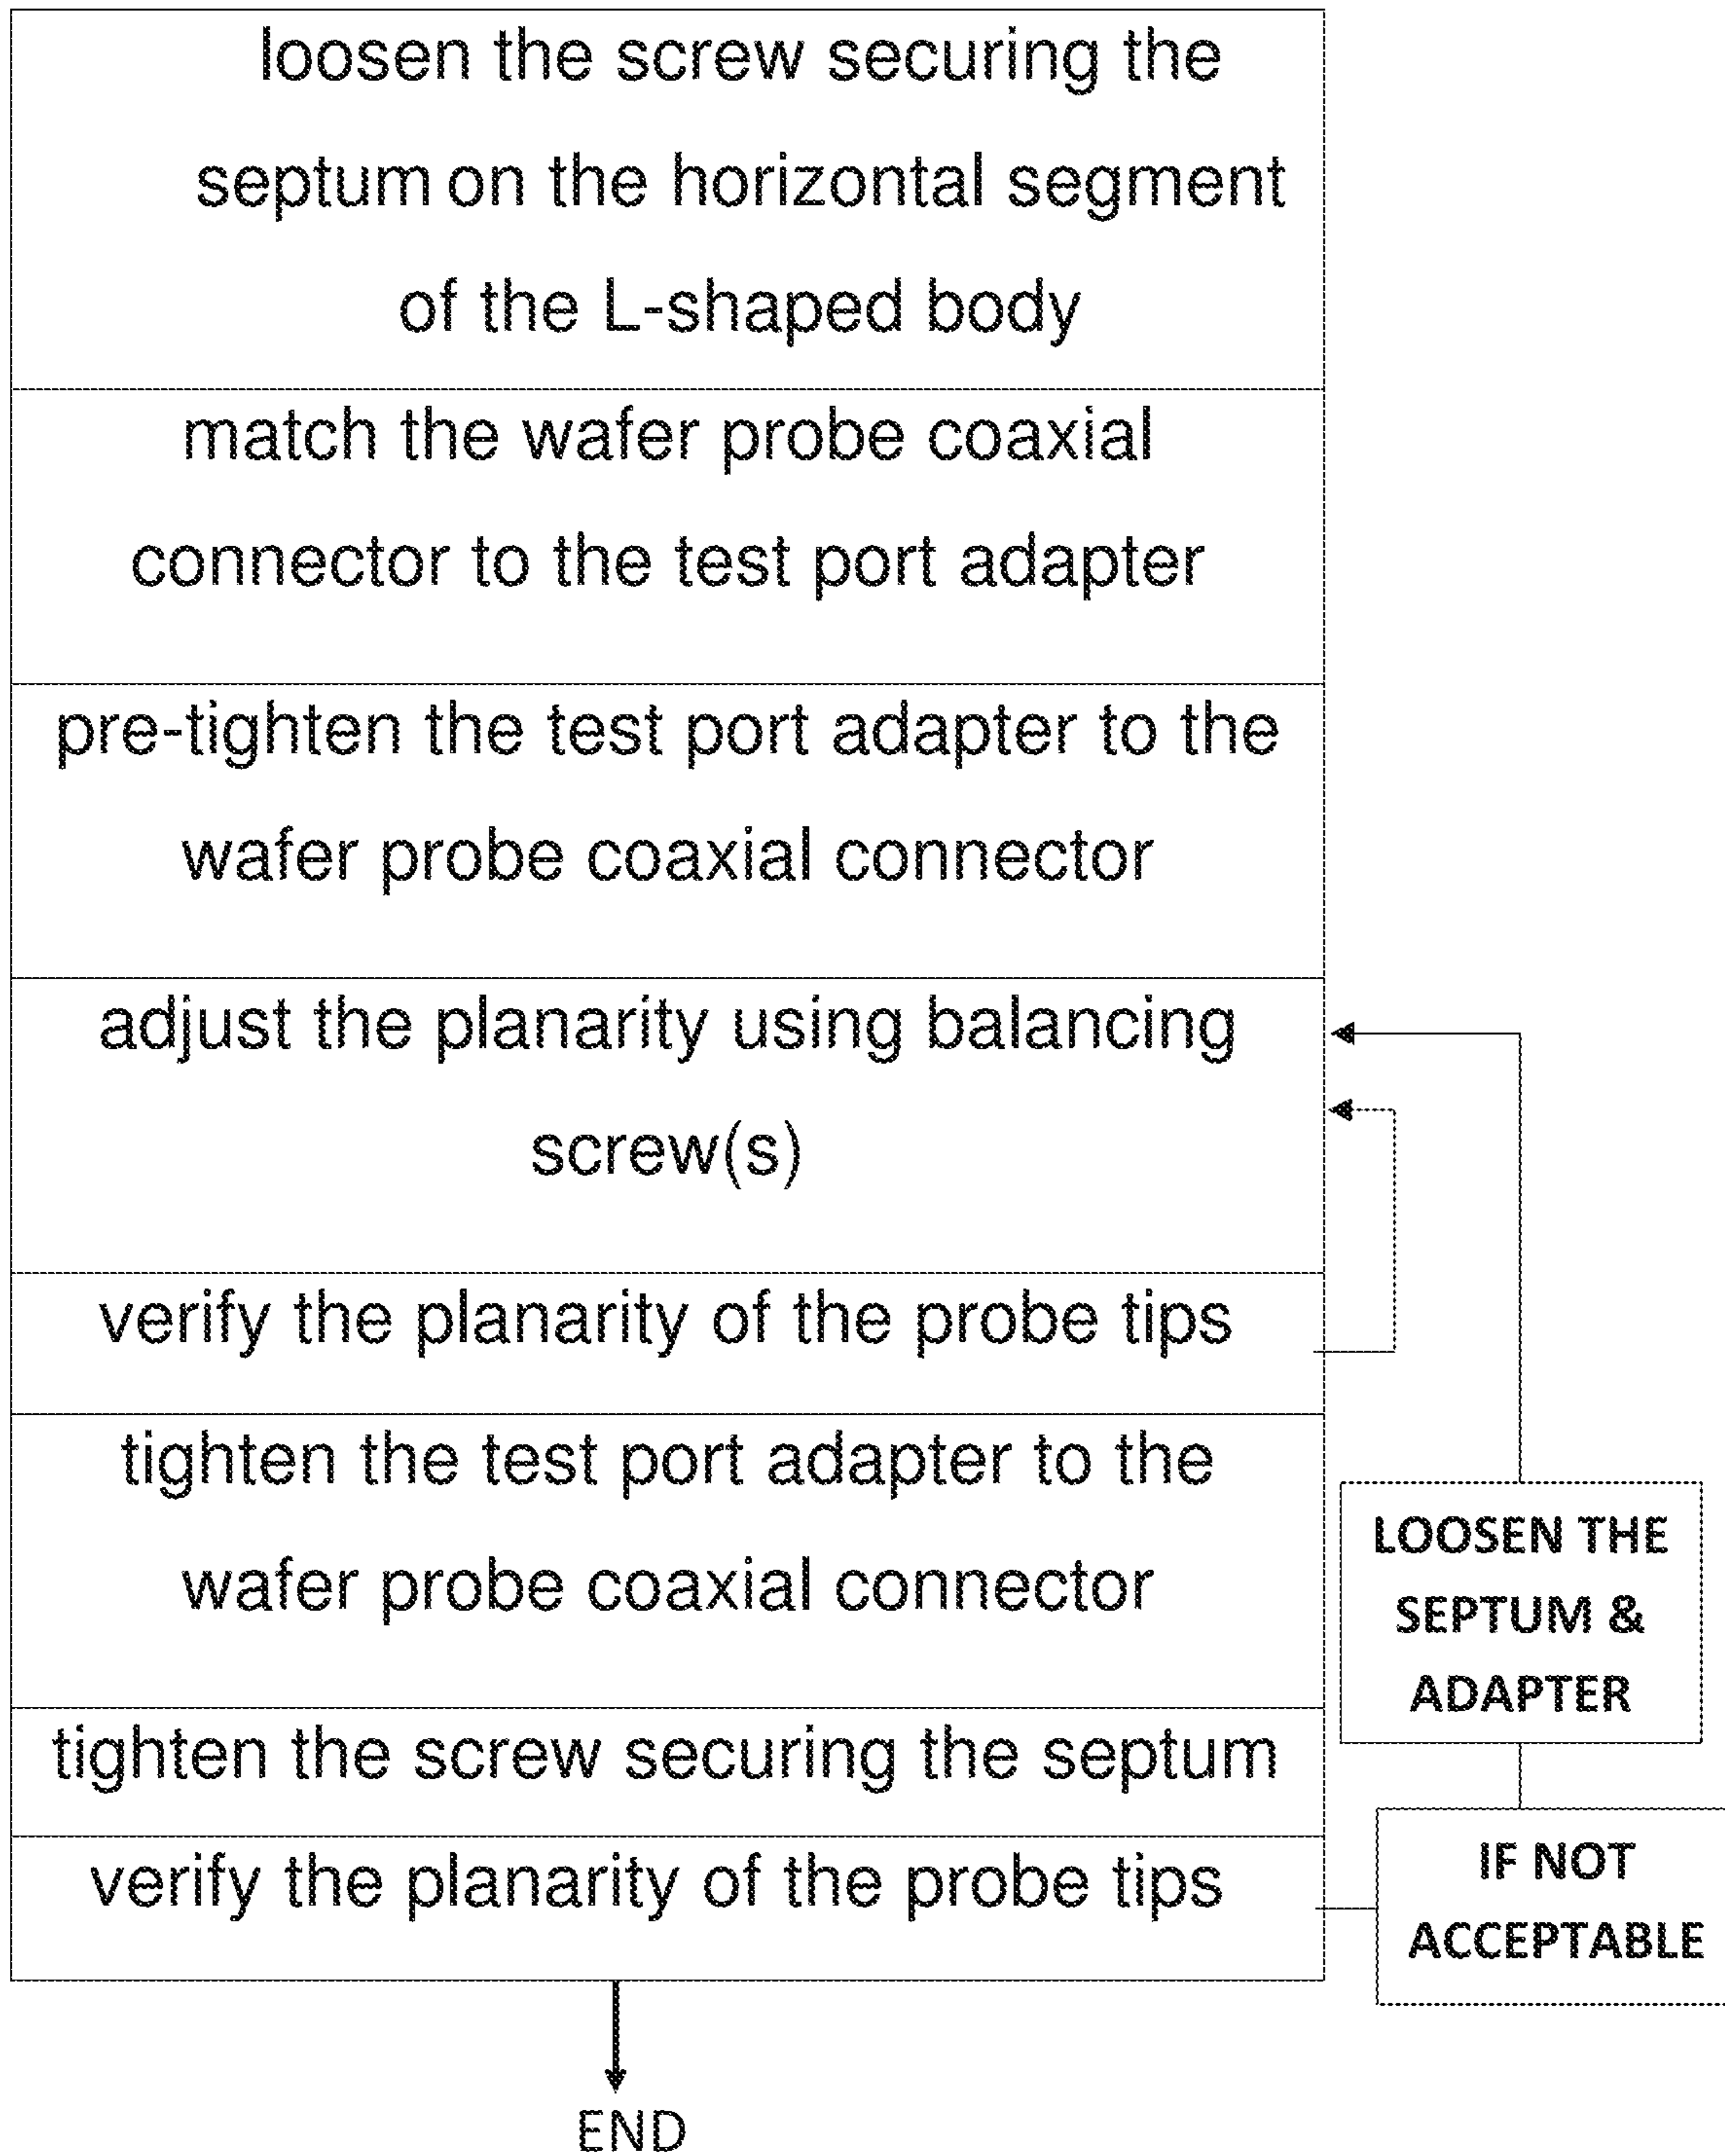 loosen the screw securing the
septum on the horizontal segment
of the L-shaped body
match the wafer probe coaxial
connector to the test port adapter
pre-tighten the test port adapter to the
wafer probe coaxial connector
adjust the planarity using balancing
screw(s)
verify the planarity of the probe tips
tighten the test port adapter to the
wafer probe coaxial connector
tighten the screw securing the septum
verify the planarity of the probe tips
LOOSEN THE
SEPTUM &
ADAPTER
IF NOT
ACCEPTABLE
END